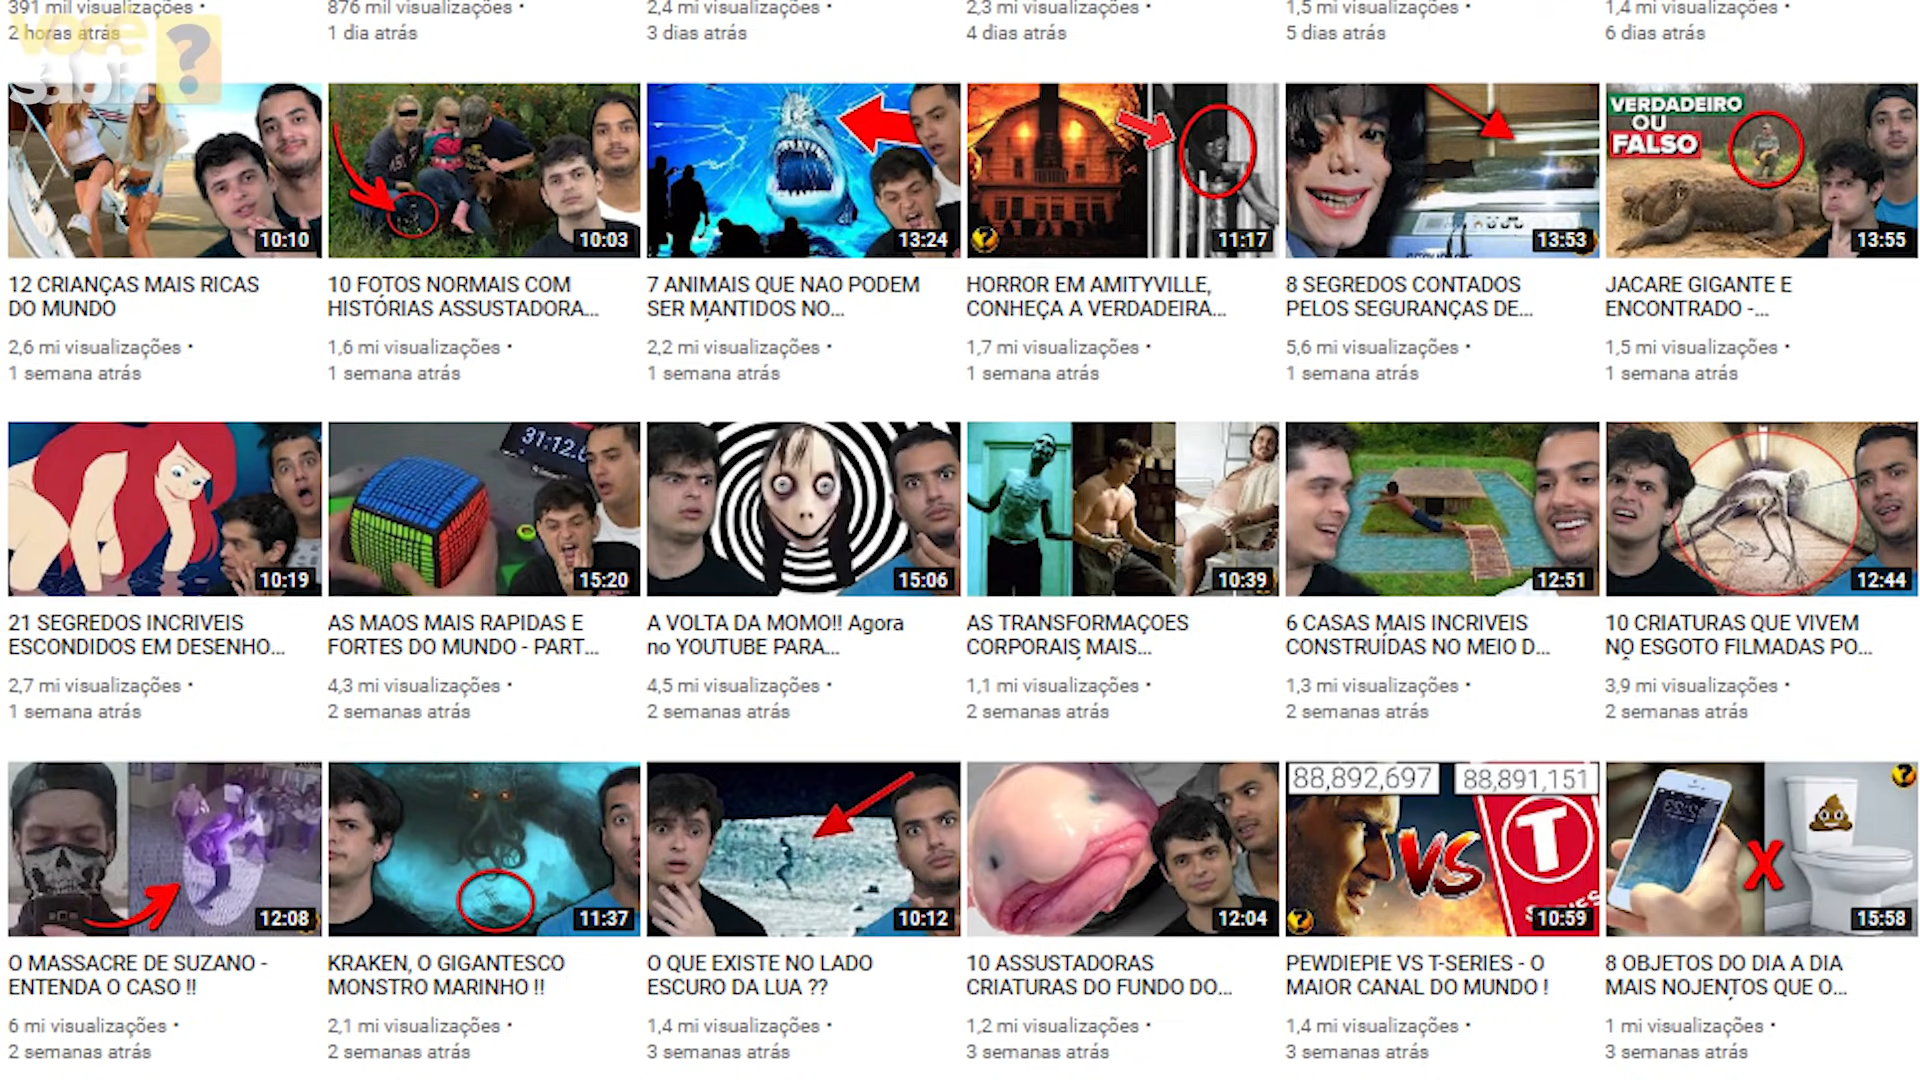 391 mil visualizações •
876 mil visualizações •
2,4 mi visualizações •
2,3 mi visualizações •
1,5 mi visualizações •
1,4 mi visualizações •
2 horas atrás
1 dia atrás
3 dias atrás
4 dias atrás
5 dias atrás
6 dias atrás
você
sabia
?
VERDADEIRO
OU
FALSO
10:10
10:03
13:24
11:17
13:53
13:55
12 CRIANÇAS MAIS RICAS
DO MUNDO
10 FOTOS NORMAIS COM
HISTÓRIAS ASSUSTADORA...
7 ANIMAIS QUE NAO PODEM
SER MANTIDOS NO...
HORROR EM AMITYVILLE,
CONHEÇA A VERDADEIRA...
8 SEGREDOS CONTADOS
PELOS SEGURANÇAS DE...
JACARE GIGANTE E
ENCONTRADO -...
2,6 mi visualizações •
1 semana atrás
1,6 mi visualizações •
1 semana atrás
2,2 mi visualizações •
1 semana atrás
1,7 mi visualizações •
1 semana atrás
5,6 mi visualizações •
1 semana atrás
1,5 mi visualizações •
1 semana atrás
31:12.
10:19
15:20
15:06
10:39
12:51
12:44
21 SEGREDOS INCRIVEIS
ESCONDIDOS EM DESENHO...
AS MAOS MAIS RAPIDAS E
FORTES DO MUNDO - PART...
A VOLTA DA MOMO!! Agora
no YOUTUBE PARA...
AS TRANSFORMAÇOES
CORPORAIS MAIS...
6 CASAS MAIS INCRIVEIS
CONSTRUÍDAS NO MEIO D...
10 CRIATURAS QUE VIVEM
NO ESGOTO FILMADAS PO...
2,7 mi visualizações •
1 semana atrás
4,3 mi visualizações •
2 semanas atrás
4,5 mi visualizações •
2 semanas atrás
1,1 mi visualizações •
2 semanas atrás
1,3 mi visualizações •
2 semanas atrás
3,9 mi visualizações •
2 semanas atrás
88,892,697
88,891,151
VS
T
SERIES
X
12:08
11:37
10:12
12:04
10:59
15:58
O MASSACRE DE SUZANO -
ENTENDA O CASO !!
KRAKEN, O GIGANTESCO
MONSTRO MARINHO !!
O QUE EXISTE NO LADO
ESCURO DA LUA ??
10 ASSUSTADORAS
CRIATURAS DO FUNDO DO...
PEWDIEPIE VS T-SERIES - O
MAIOR CANAL DO MUNDO !
8 OBJETOS DO DIA A DIA
MAIS NOJENTOS QUE O...
6 mi visualizações •
2 semanas atrás
2,1 mi visualizações •
2 semanas atrás
1,4 mi visualizações •
3 semanas atrás
1,2 mi visualizações •
3 semanas atrás
1,4 mi visualizações •
3 semanas atrás
1 mi visualizações •
3 semanas atrás